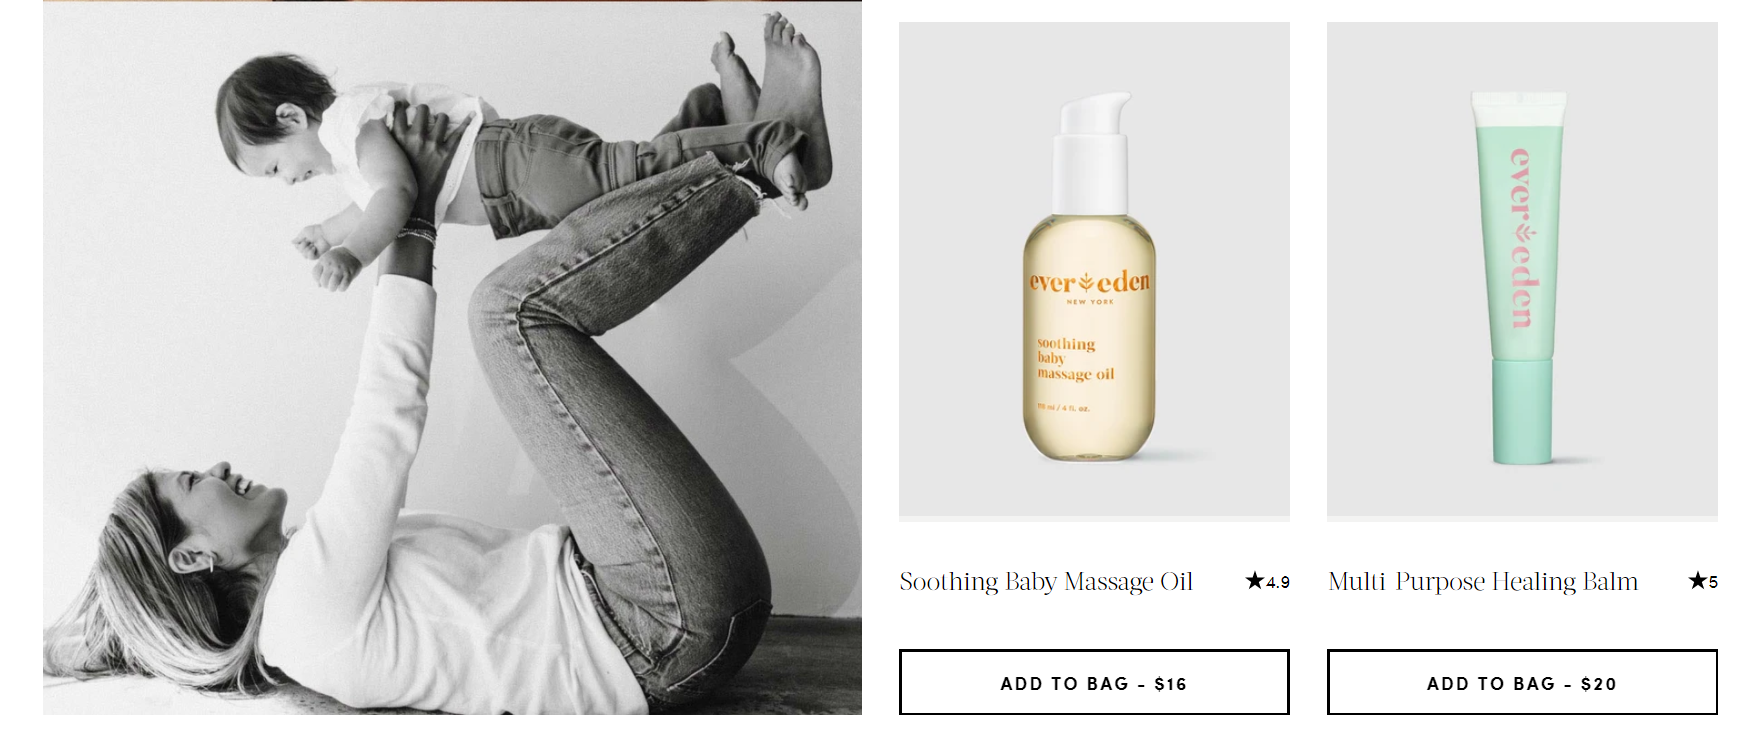 ever eden
NEW YORK
soothing
baby
massage oil
118 ml / 4 fl. oz.
ever eden
Soothing Baby Massage Oil
★4.9
Multi Purpose Healing Balm
★5
ADD TO BAG - $16
ADD TO BAG - $20